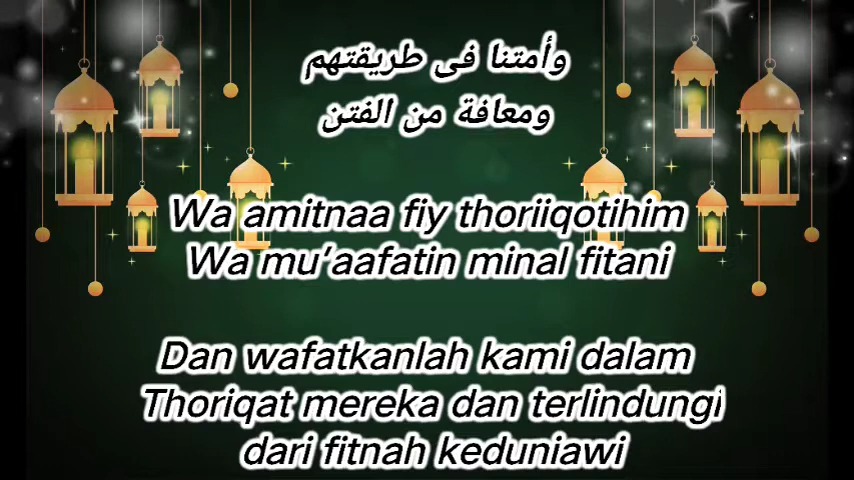 وأمتنا فى طريقتهم
ومعافة من الفتن
Wa amitnaa fiy thoriiqotihim
Wa mu’aafatin minal fitani
Dan wafatkanlah kami dalam
Thoriqat mereka dan terlindungi
dari fitnah keduniawi